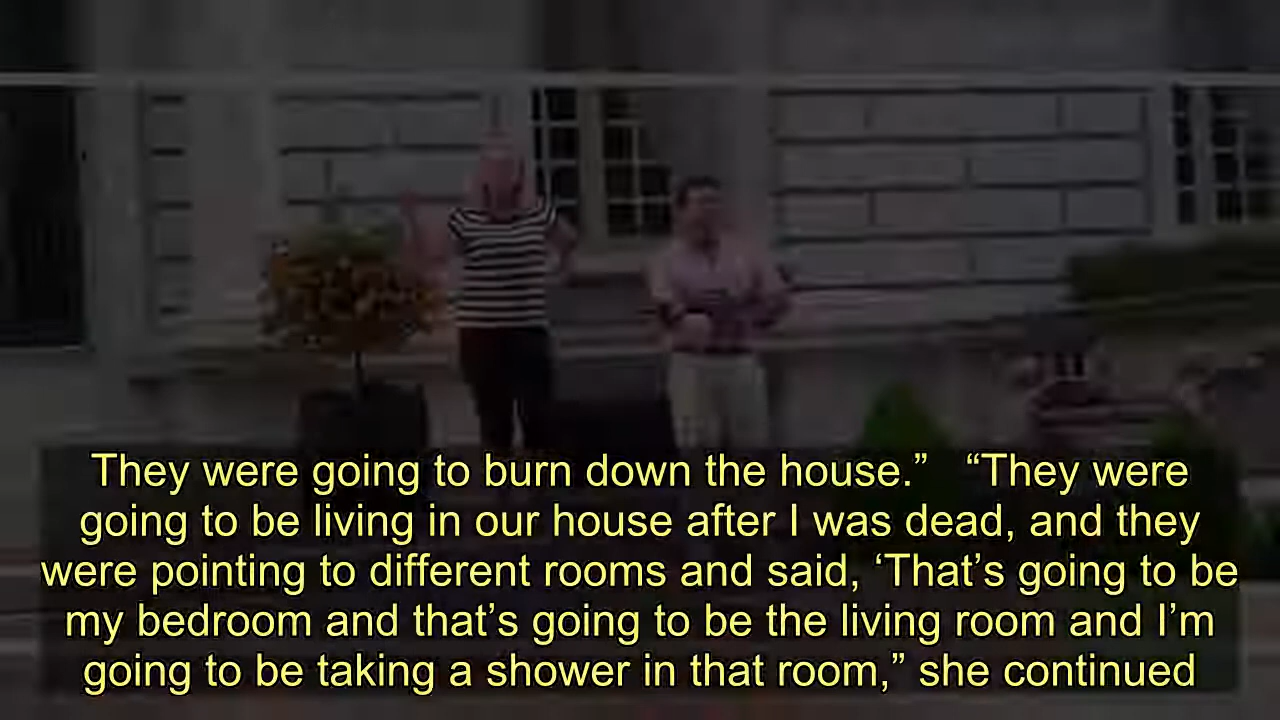 They were going to burn down the house.”   “They were
going to be living in our house after I was dead, and they
were pointing to different rooms and said, ‘That’s going to be
my bedroom and that’s going to be the living room and I’m
going to be taking a shower in that room,” she continued